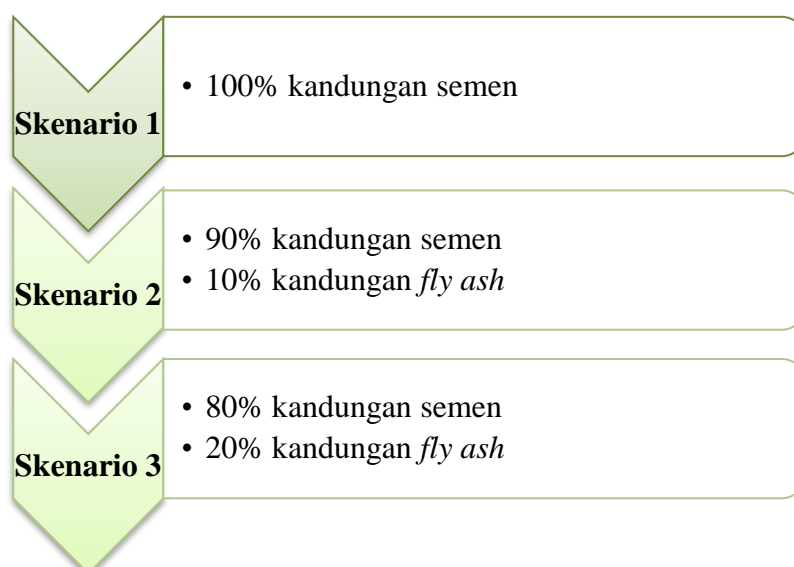 Skenario 1
• 100% kandungan semen
Skenario 2
• 90% kandungan semen
• 10% kandungan fly ash
Skenario 3
• 80% kandungan semen
• 20% kandungan fly ash